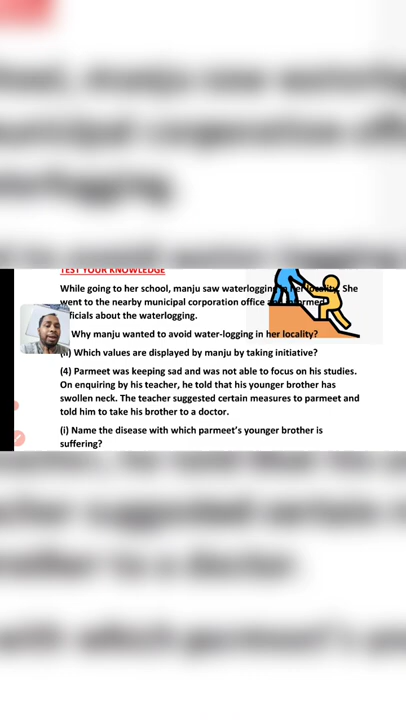 TEST YOUR KNOWLEDGE
While going to her school, manju saw waterlogging in her locality. She
went to the nearby municipal corporation office and informed
ficials about the waterlogging.
Why manju wanted to avoid water-logging in her locality?
(ii) Which values are displayed by manju by taking initiative?
(4) Parmeet was keeping sad and was not able to focus on his studies.
On enquiring by his teacher, he told that his younger brother has
swollen neck. The teacher suggested certain measures to parmeet and
told him to take his brother to a doctor.
(i) Name the disease with which parmeet's younger brother is
suffering?